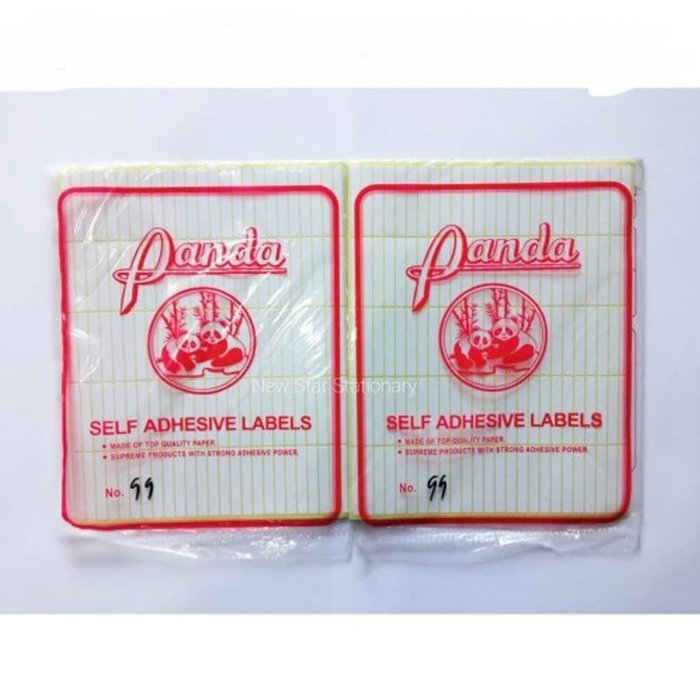 Panda
SELF ADHESIVE LABELS
• MADE OF TOP QUALITY PAPER.
• SUPREME PRODUCTS WITH STRONG ADHESIVE POWER.
No. 99
Panda
SELF ADHESIVE LABELS
• MADE OF TOP QUALITY PAPER.
• SUPREME PRODUCTS WITH STRONG ADHESIVE POWER.
No. 99
New Star Stationary